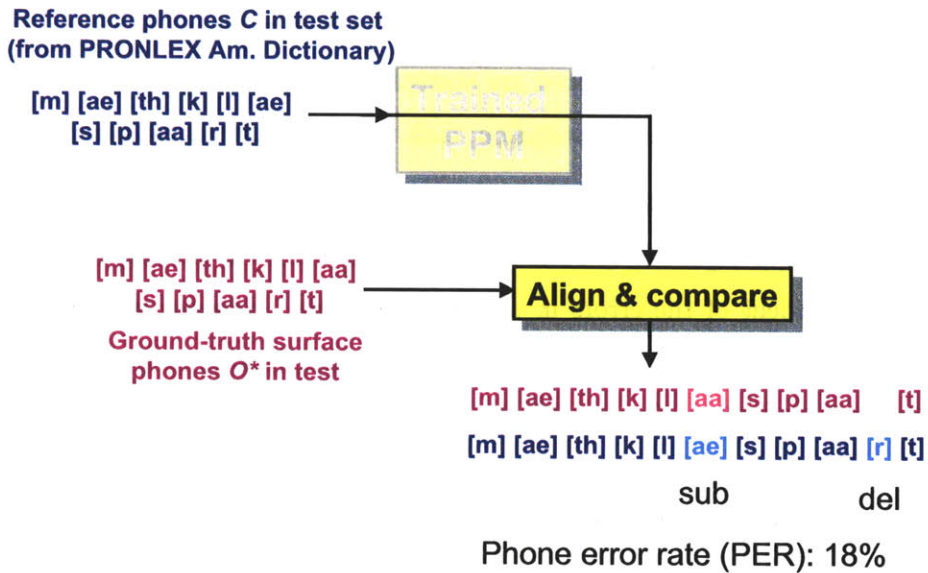 Reference phones C in test set
(from PRONLEX Am. Dictionary)
[m] [ae] [th] [k] [l] [ae]
[s] [p] [aa] [r] [t]
Trained
PPM
[m] [ae] [th] [k] [l] [aa]
[s] [p] [aa] [r] [t]
Ground-truth surface
phones O* in test
Align & compare
[m] [ae] [th] [k] [l] [aa] [s] [p] [aa] [t]
[m] [ae] [th] [k] [l] [ae] [s] [p] [aa] [r] [t]
sub del
Phone error rate (PER): 18%